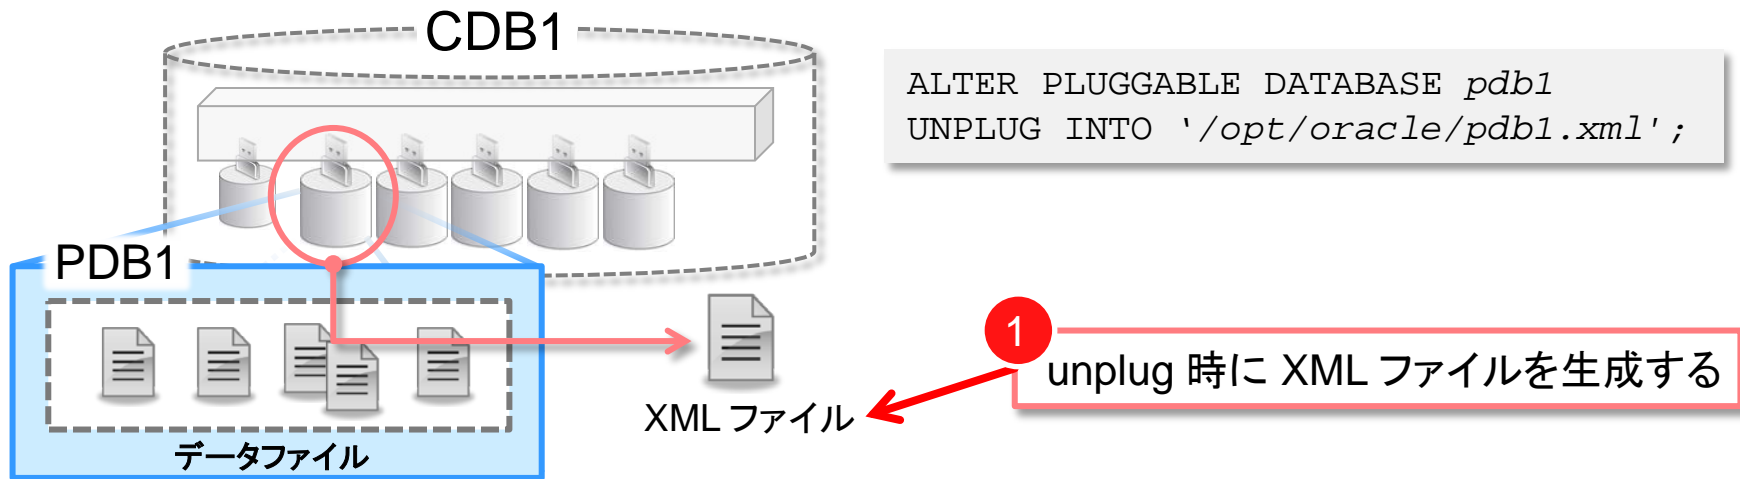 CDB1
ALTER PLUGGABLE DATABASE pdb1
UNPLUG INTO ‘/opt/oracle/pdb1.xml';
PDB1
データファイル
XML ファイル
1
unplug 時に XML ファイルを生成する